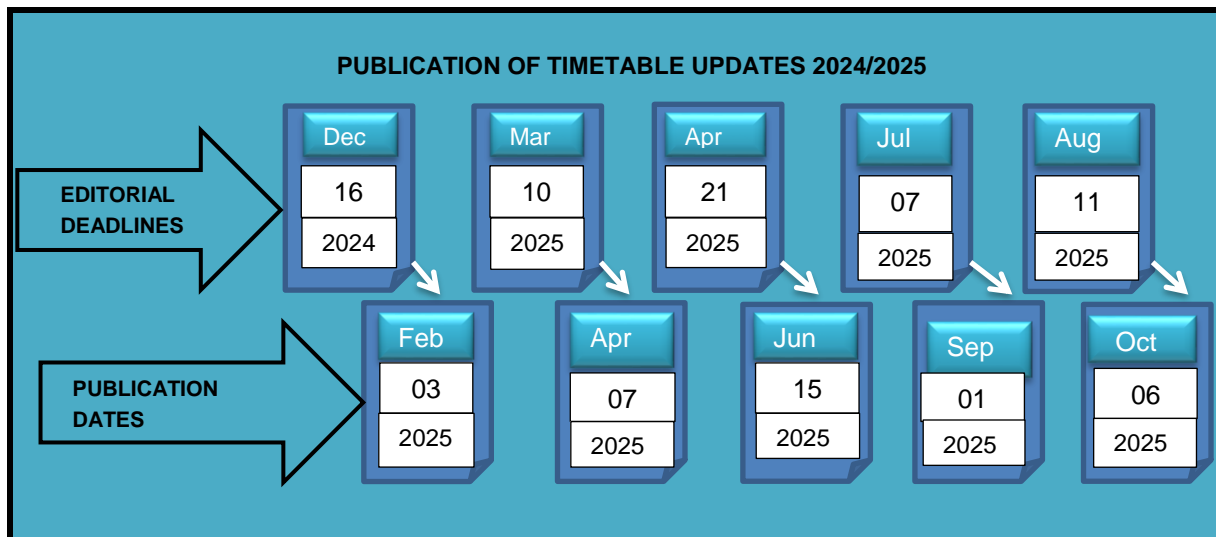 PUBLICATION OF TIMETABLE UPDATES 2024/2025
EDITORIAL
DEADLINES
Dec
16
2024
Mar
10
2025
Apr
21
2025
Jul
07
2025
Aug
11
2025
PUBLICATION
DATES
Feb
03
2025
Apr
07
2025
Jun
15
2025
Sep
01
2025
Oct
06
2025